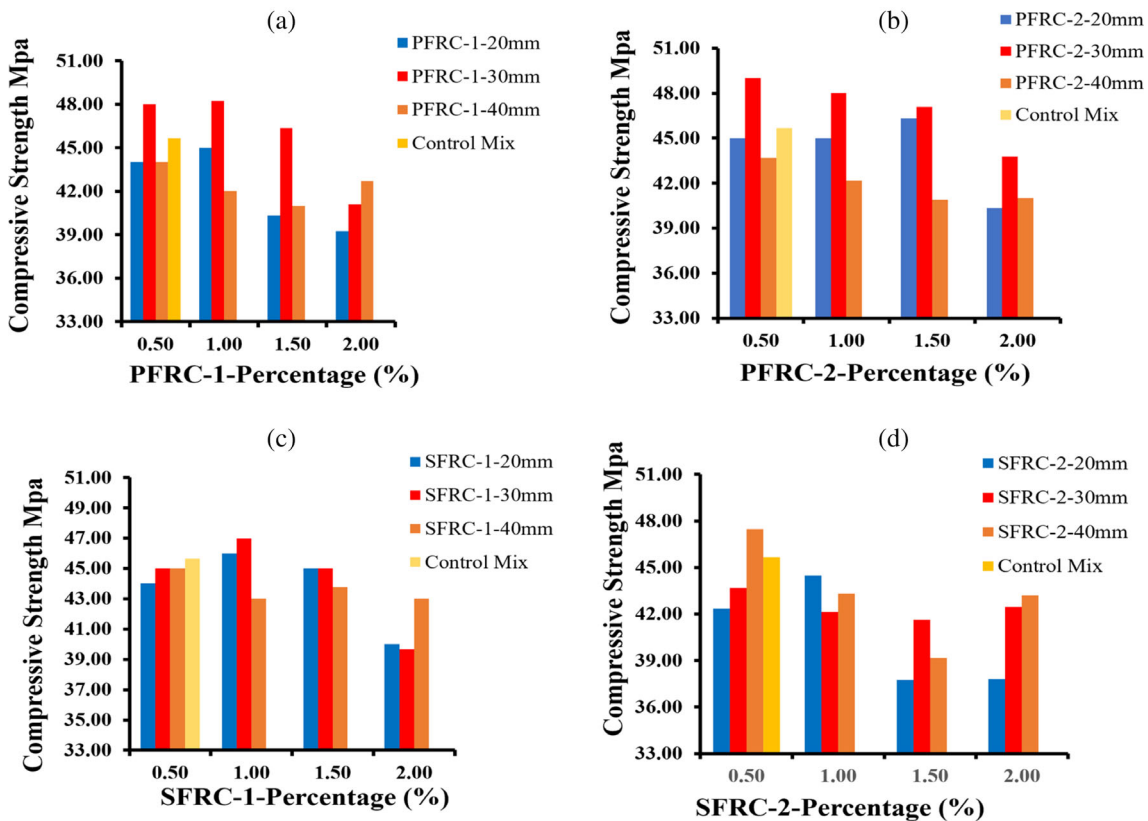 (a)
PFRC-1-20mm
PFRC-1-30mm
PFRC-1-40mm
Control Mix
Compressive Strength Mpa
51.00
48.00
45.00
42.00
39.00
36.00
33.00
0.50 1.00 1.50 2.00
PFRC-1-Percentage (%)
(b)
PFRC-2-20mm
PFRC-2-30mm
PFRC-2-40mm
Control Mix
Compressive Strength Mpa
51.00
48.00
45.00
42.00
39.00
36.00
33.00
0.50 1.00 1.50 2.00
PFRC-2-Percentage (%)
(c)
SFRC-1-20mm
SFRC-1-30mm
SFRC-1-40mm
Control Mix
Compressive Strength Mpa
51.00
49.00
47.00
45.00
43.00
41.00
39.00
37.00
35.00
33.00
0.50 1.00 1.50 2.00
SFRC-1-Percentage (%)
(d)
SFRC-2-20mm
SFRC-2-30mm
SFRC-2-40mm
Control Mix
Compressive Strength Mpa
51.00
48.00
45.00
42.00
39.00
36.00
33.00
0.50 1.00 1.50 2.00
SFRC-2-Percentage (%)